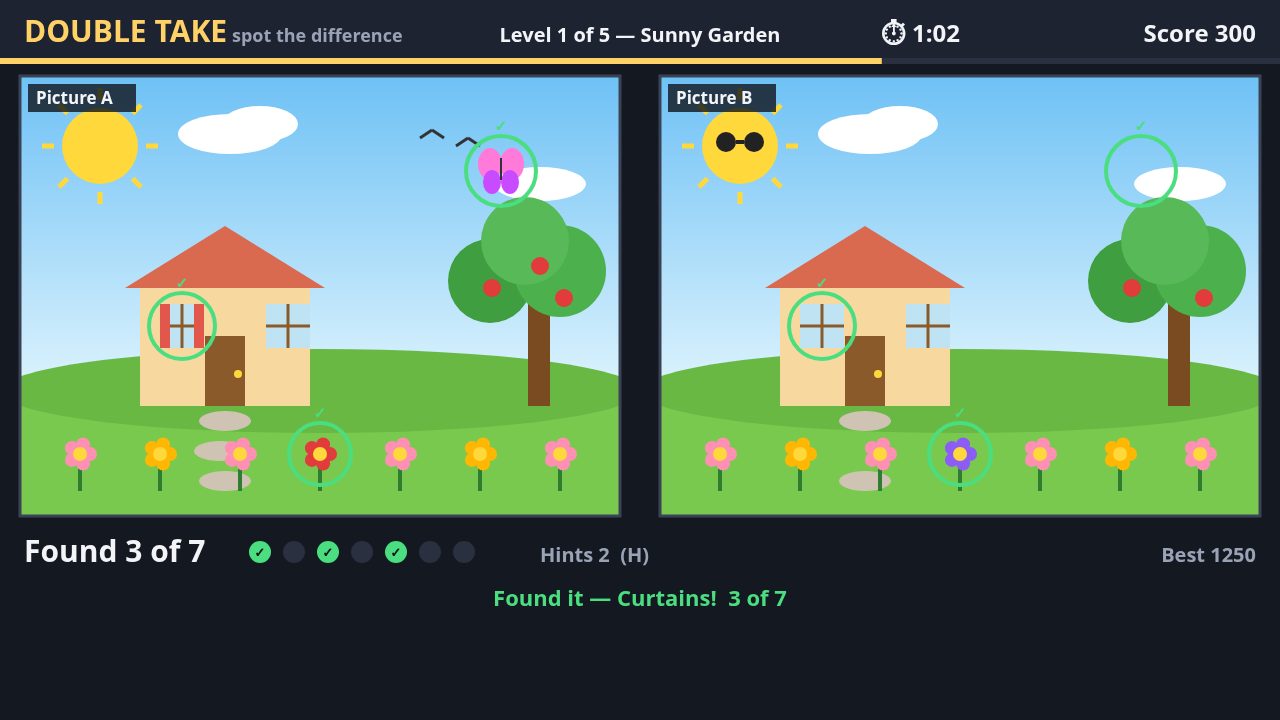 DOUBLE TAKE spot the difference
Level 1 of 5 — Sunny Garden
⏱ 1:02
Score 300
Picture A
Picture B
✓
✓
✓
✓
✓
✓
Found 3 of 7
✓ ✓ ✓
Hints 2 (H)
Best 1250
Found it — Curtains! 3 of 7